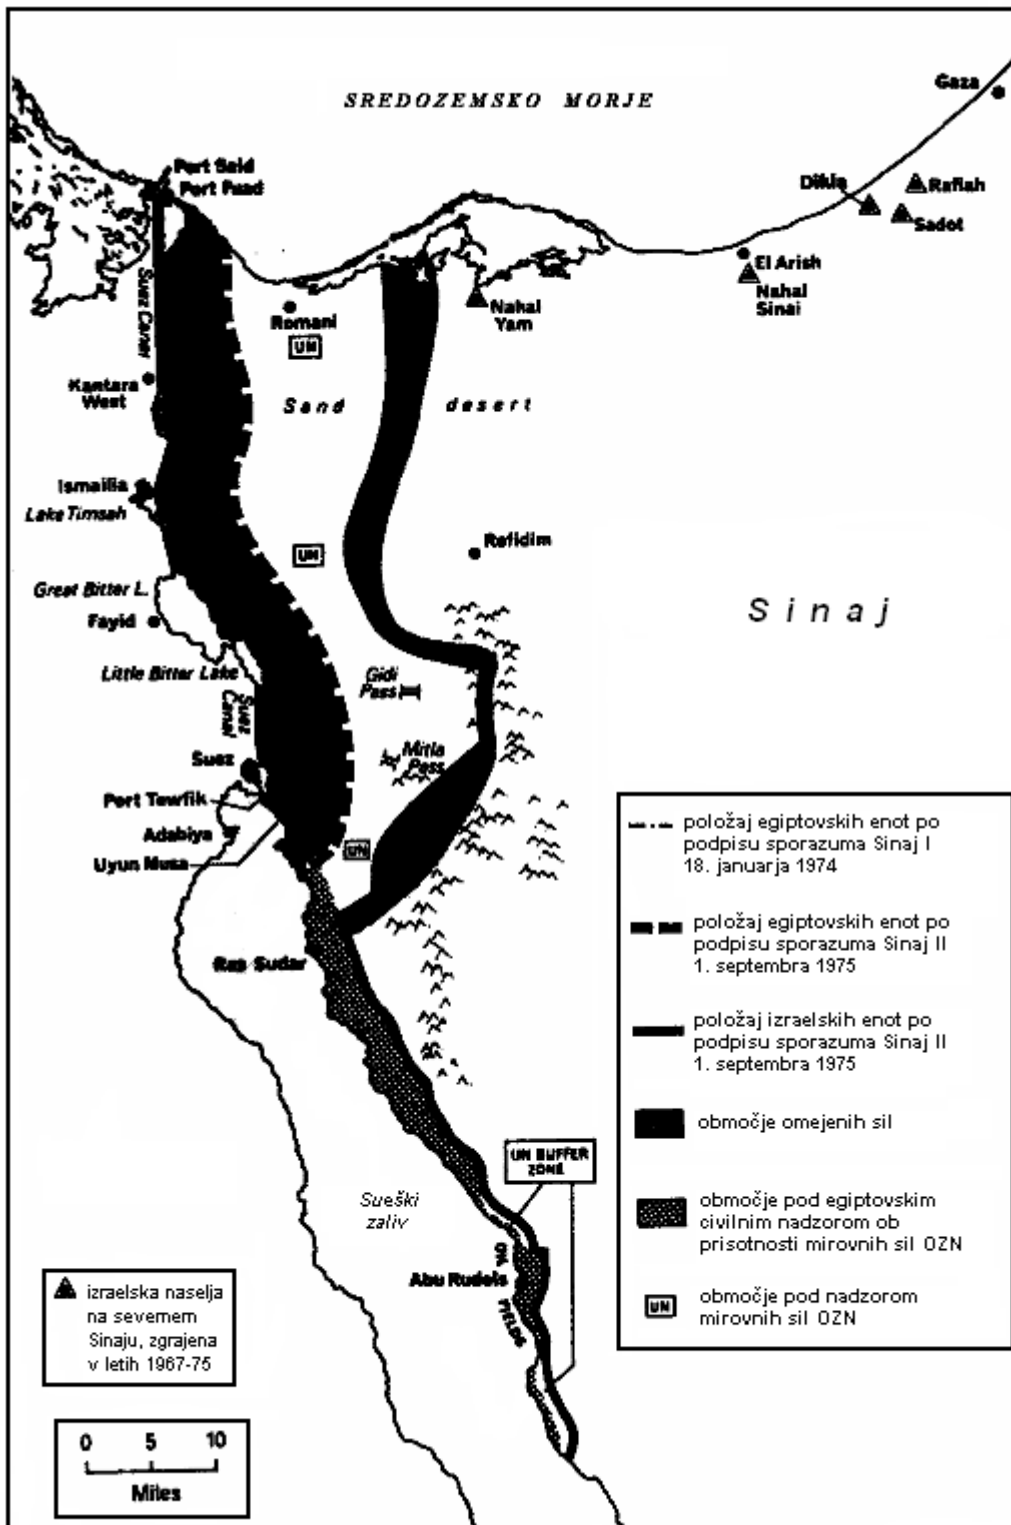 SREDOZEMSKO MORJE
Gaza
Port Said
Port Fuad
Dikla
Rafiah
Sadot
El Arish
Nahal
Sinai
Suez Canal
Romani
UN
Nakal
Yam
Kantara
West
Sand desert
Ismailia
Lake Timsah
UN
Refidim
Great Bitter L.
Fayid
Sinaj
Little Bitter Lake
Gidi
Pass
Suez
Canal
Mitla
Pass
Suez
Port Tewfik
Adabiya
Uyun Musa
UN
Ras Sudar
UN BUFFER
ZONE
Sueški
zaliv
OIL
Abu Rudeis
FIELDS
položaj egiptovskih enot po
podpisu sporazuma Sinaj I
18. januarja 1974
položaj egiptovskih enot po
podpisu sporazuma Sinaj II
1. septembra 1975
položaj izraelskih enot po
podpisu sporazuma Sinaj II
1. septembra 1975
območje omejenih sil
območje pod egiptovskim
civilnim nadzorom ob
prisotnosti mirovnih sil OZN
UN
območje pod nadzorom
mirovnih sil OZN
izraelska naselja
na severnem
Sinaju, zgrajena
v letih 1967-75
0 5 10
Miles